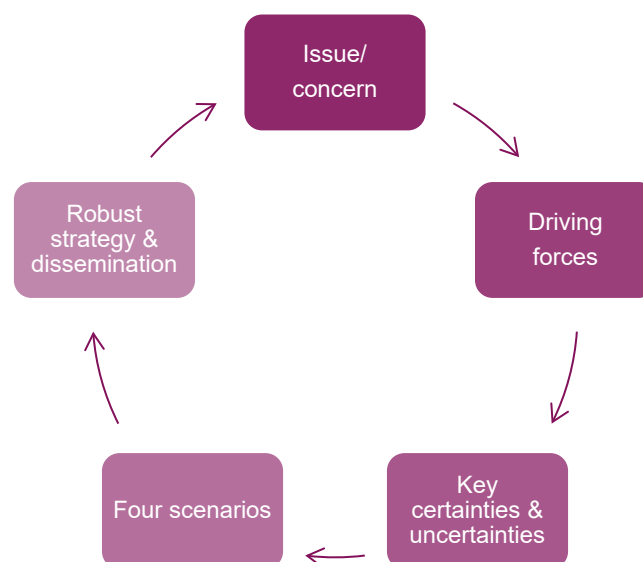 Issue/
concern
Driving
forces
Key
certainties &
uncertainties
Four scenarios
Robust
strategy &
dissemination